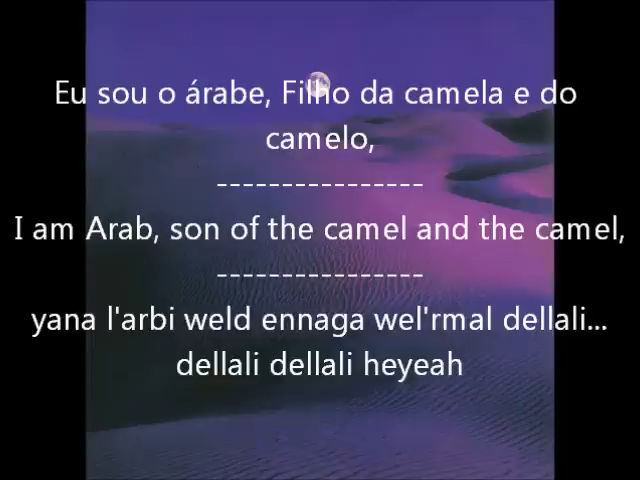 Eu sou o árabe, Filho da camela e do
camelo,
----------------
I am Arab, son of the camel and the camel,
----------------
yana l'arbi weld ennaga wel'rmal dellali...
dellali dellali heyeah